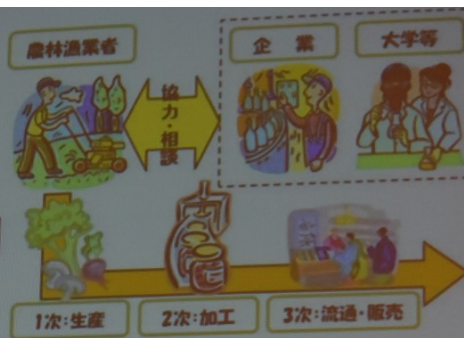 農林漁業者
企業
大学等
協力・相談
1次:生産
2次:加工
3次:流通・販売